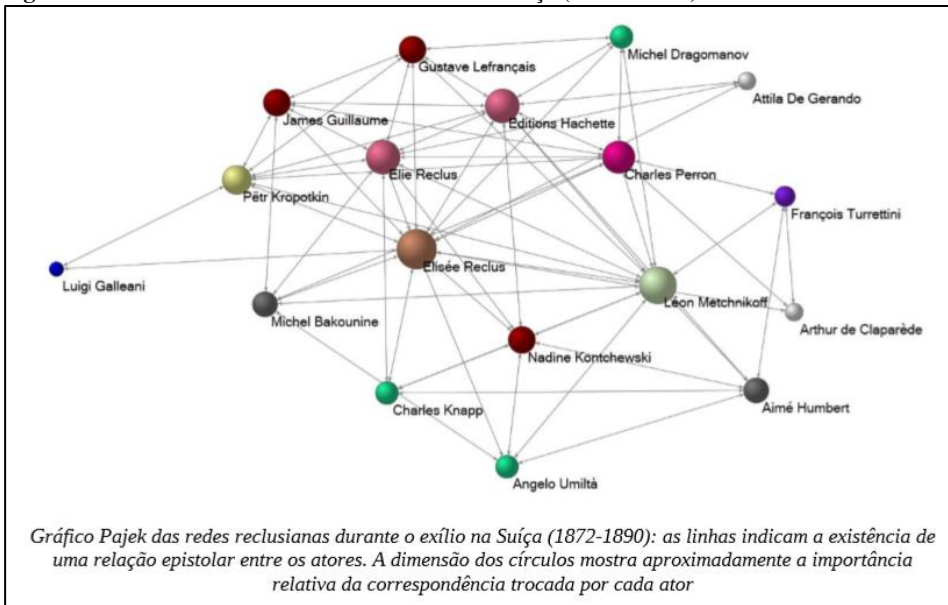 Gustave Lefrançais
Michel Dragomanov
Attila De Gerando
James Guillaume
Editions Hachette
Elie Reclus
Charles Perron
Pëtr Kropotkin
François Turrettini
Elisée Reclus
Luigi Galleani
Léon Metchnikoff
Michel Bakounine
Arthur de Claparède
Nadine Kontchewski
Charles Knapp
Aimé Humbert
Angelo Umiltà
Gráfico Pajek das redes reclusianas durante o exílio na Suíça (1872-1890): as linhas indicam a existência de
uma relação epistolar entre os atores. A dimensão dos círculos mostra aproximadamente a importância
relativa da correspondência trocada por cada ator